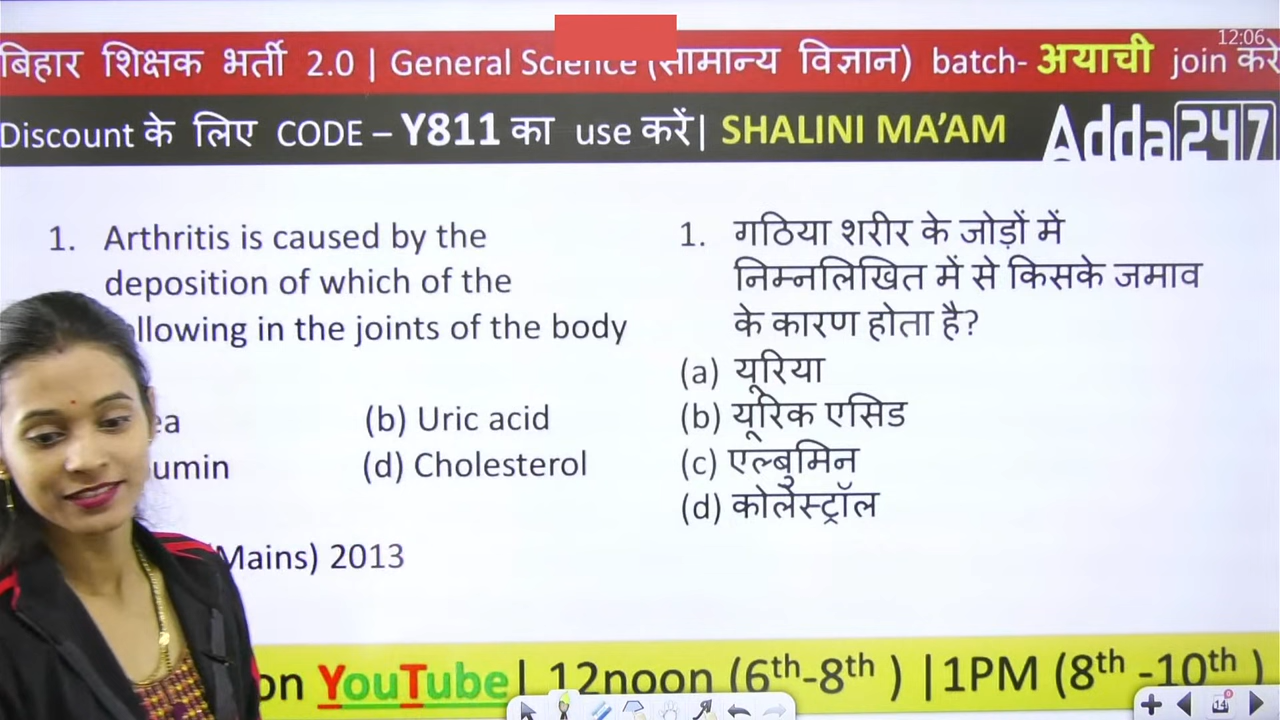 12:06
बिहार शिक्षक भर्ती 2.0 | General Science (सामान्य विज्ञान) batch- अयाची join करे
Discount के लिए CODE – Y811 का use करें| SHALINI MA’AM Adda247
1. Arthritis is caused by the
deposition of which of the
in the joints of the body
(b) Uric acid
(d) Cholesterol
(Mains) 2013
1. गठिया शरीर के जोड़ों में
निम्नलिखित में से किसके जमाव
के कारण होता है?
(a) यूरिया
(b) यूरिक एसिड
(c) एल्बुमिन
(d) कोलेस्ट्रॉल
on YouTube| 12noon (6th-8th ) |1PM (8th -10th )
14